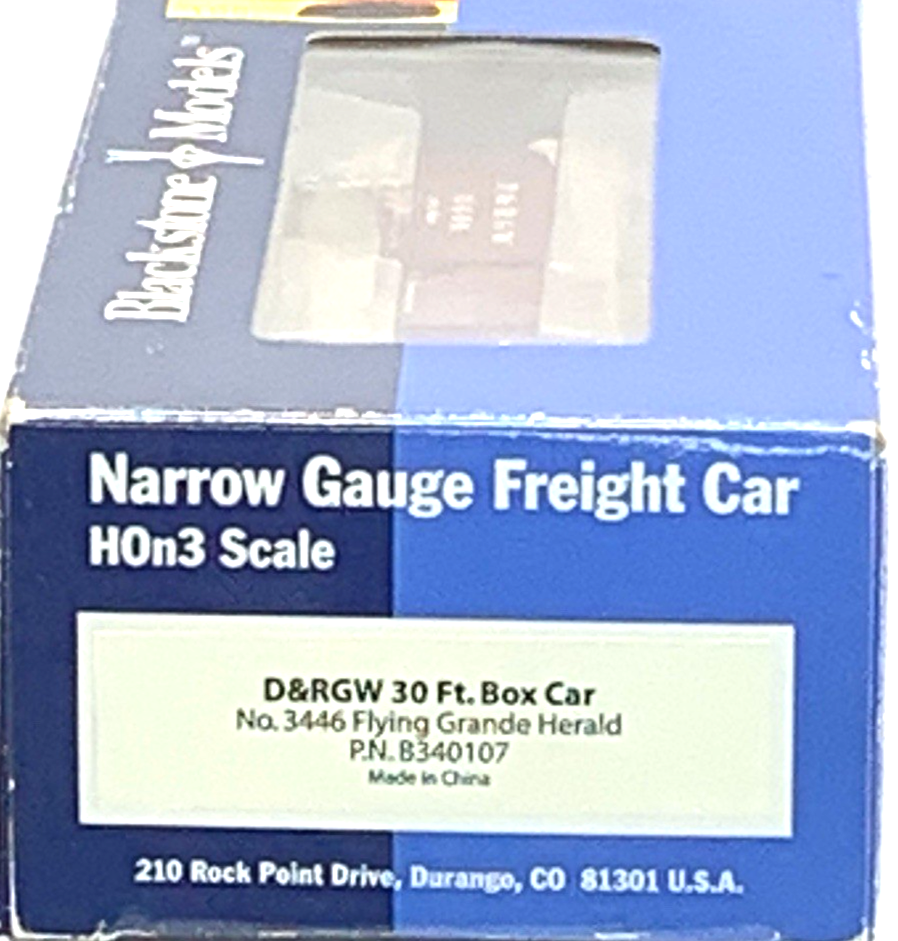 Blackstone Models™
Narrow Gauge Freight Car
HOn3 Scale
D&RGW 30 Ft. Box Car
No. 3446 Flying Grande Herald
P.N. B340107
Made in China
210 Rock Point Drive, Durango, CO 81301 U.S.A.